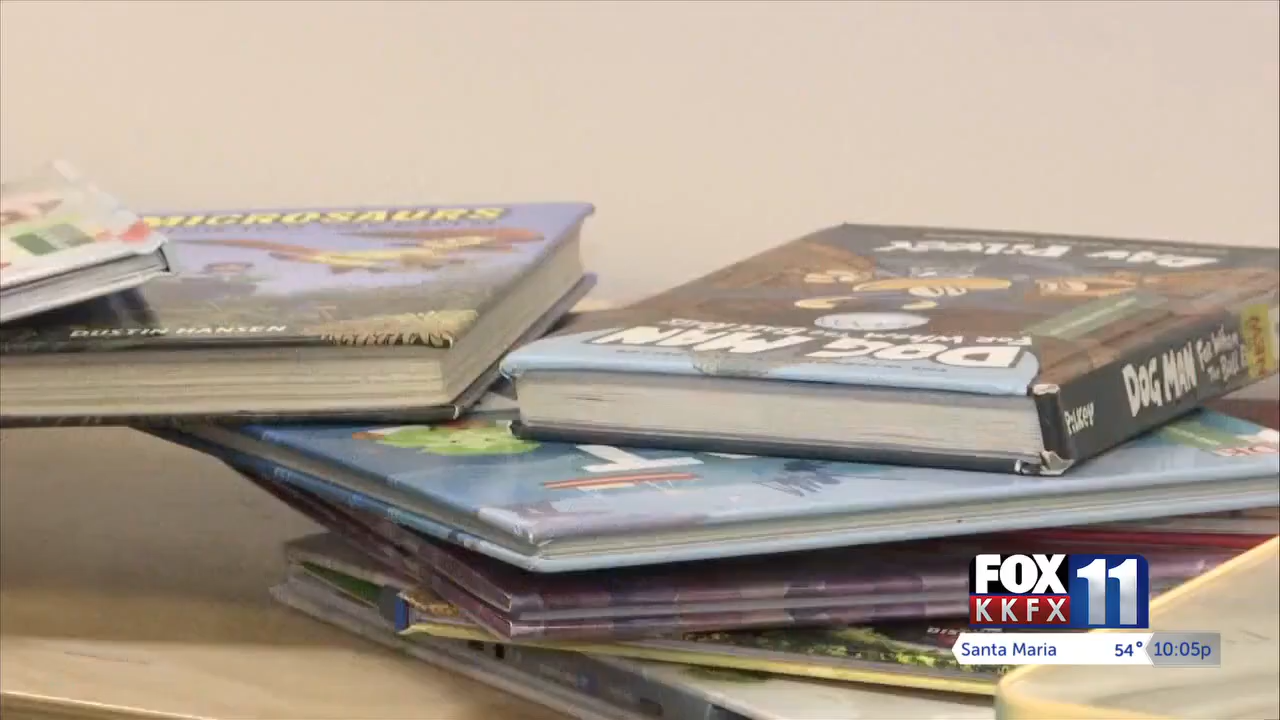 MICROSAURS
DUSTIN HANSEN
DAV PILKEY
DOG MAN
DOG MAN
PILKEY
FOX 11
KKFX
Santa Maria 54° 10:05p